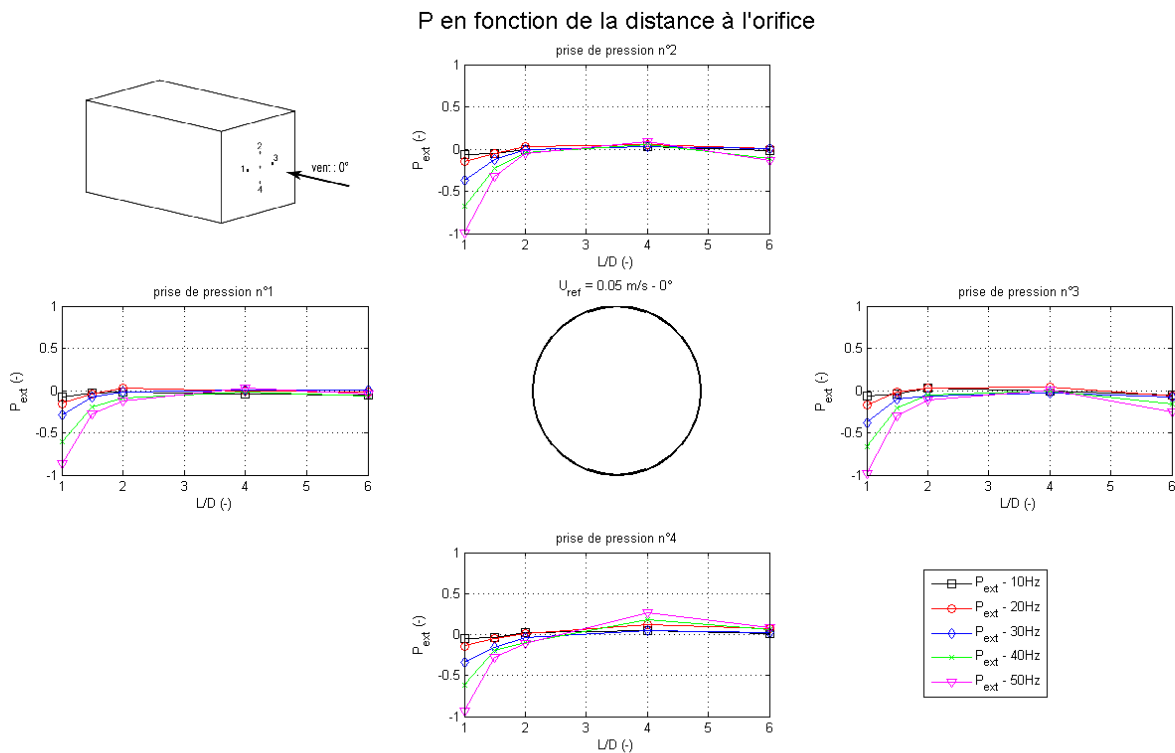 P en fonction de la distance à l'orifice
prise de pression n°2
1
0.5
0
-0.5
-1
P_ext (-)
1 2 3 4 5 6
L/D (-)
2
1 3
4
vent : 0°
prise de pression n°1
1
0.5
0
-0.5
-1
P_ext (-)
1 2 3 4 5 6
L/D (-)
U_ref = 0.05 m/s - 0°
prise de pression n°3
1
0.5
0
-0.5
-1
P_ext (-)
1 2 3 4 5 6
L/D (-)
prise de pression n°4
1
0.5
0
-0.5
-1
P_ext (-)
1 2 3 4 5 6
L/D (-)
P_ext - 10Hz
P_ext - 20Hz
P_ext - 30Hz
P_ext - 40Hz
P_ext - 50Hz